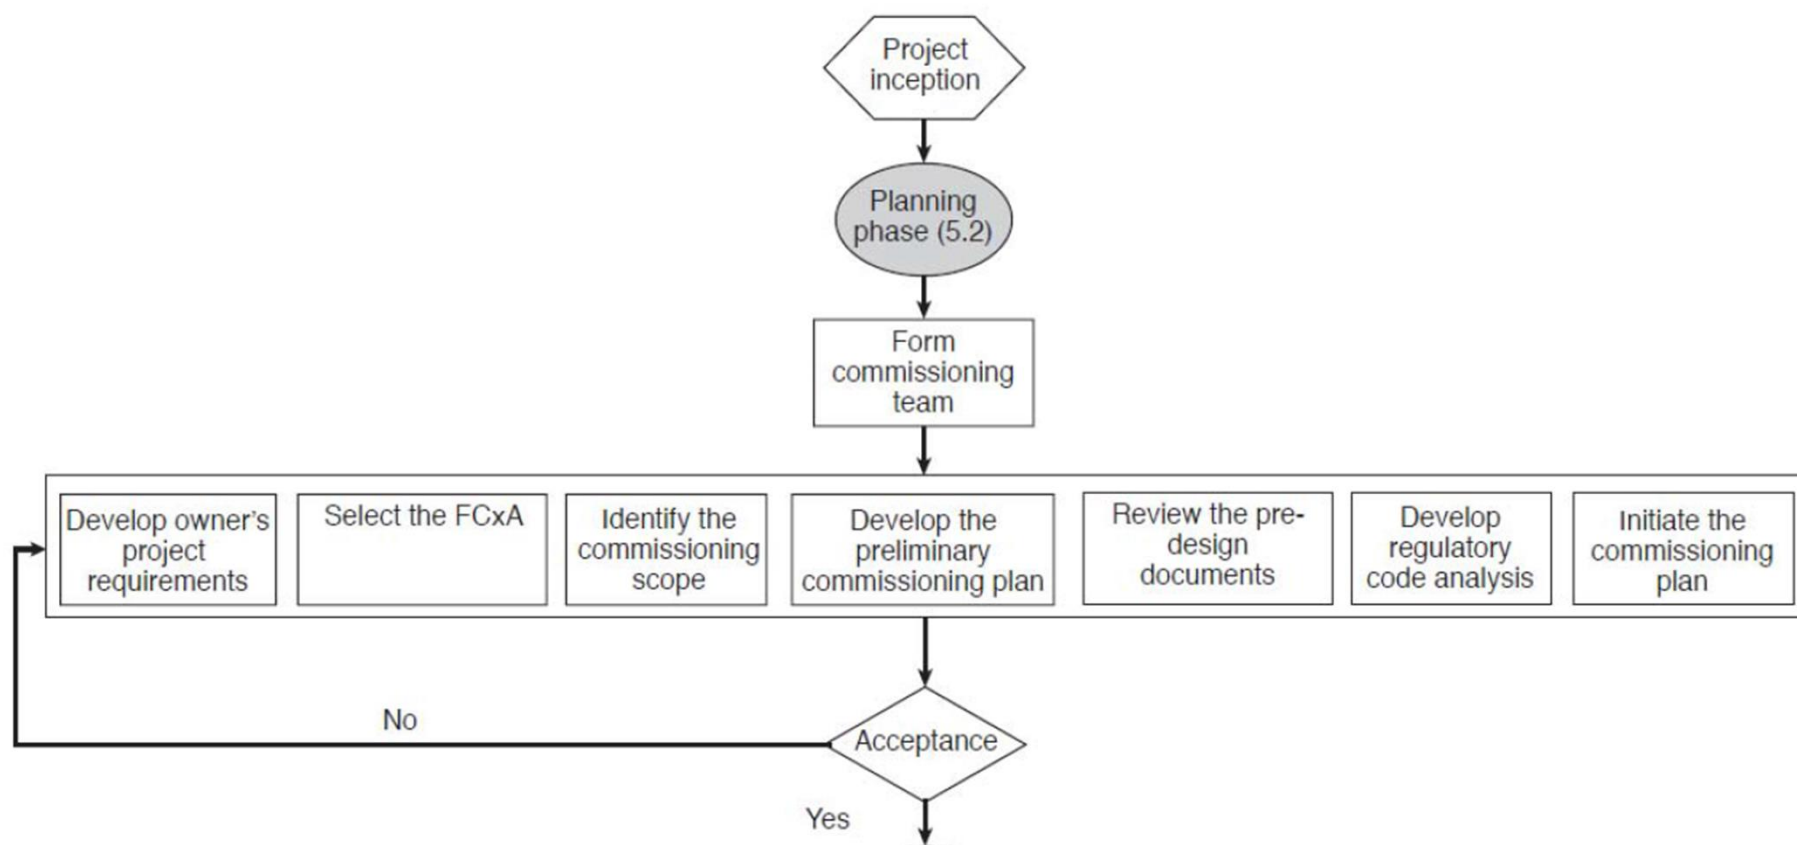 Project
inception
Planning
phase (5.2)
Form
commissioning
team
Develop owner's
project
requirements
Select the FCxA
Identify the
commissioning
scope
Develop the
preliminary
commissioning plan
Review the pre-
design
documents
Develop
regulatory
code analysis
Initiate the
commissioning
plan
No
Acceptance
Yes